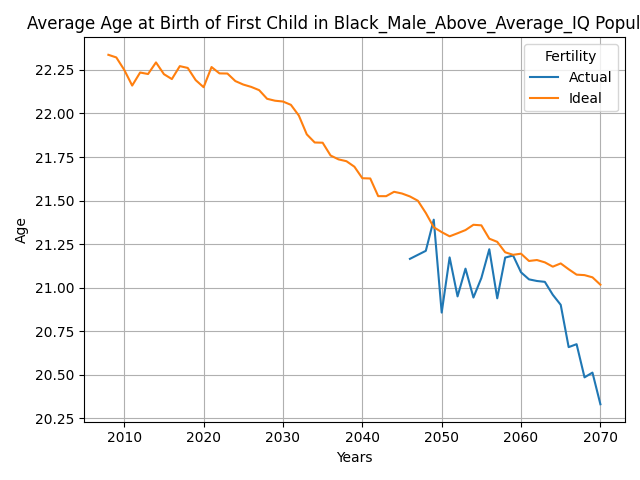 Average Age at Birth of First Child in Black_Male_Above_Average_IQ Popul
Fertility
Actual
Ideal
22.25
22.00
21.75
21.50
21.25
21.00
20.75
20.50
20.25
Age
2010 2020 2030 2040 2050 2060 2070
Years